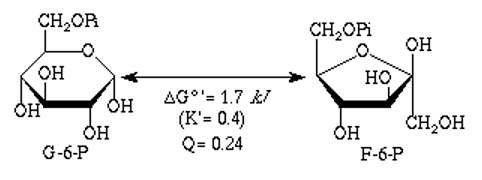 CH₂OPi
O
OH
OH
OH
OH
G-6-P
ΔG°'= 1.7 kJ
(K'= 0.4)
Q= 0.24
CH₂OPi
O
OH
HO
OH
CH₂OH
F-6-P